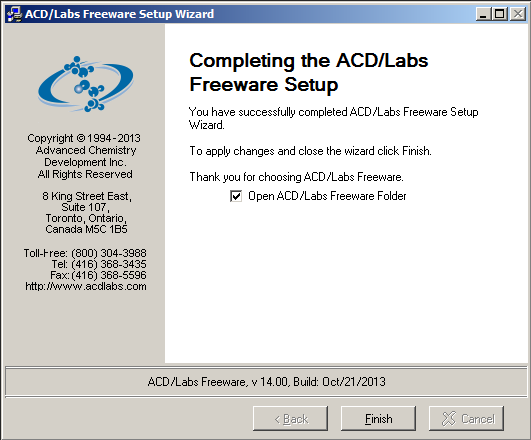 ACD/Labs Freeware Setup Wizard
Completing the ACD/Labs
Freeware Setup
You have successfully completed ACD/Labs Freeware Setup
Wizard.
To apply changes and close the wizard click Finish.
Thank you for choosing ACD/Labs Freeware.
Open ACD/Labs Freeware Folder
Copyright © 1994-2013
Advanced Chemistry
Development Inc.
All Rights Reserved
8 King Street East,
Suite 107,
Toronto, Ontario,
Canada M5C 1B5
Toll-Free: (800) 304-3988
Tel: (416) 368-3435
Fax: (416) 368-5596
http://www.acdlabs.com
ACD/Labs Freeware, v 14.00, Build: Oct/21/2013
< Back
Finish
Cancel